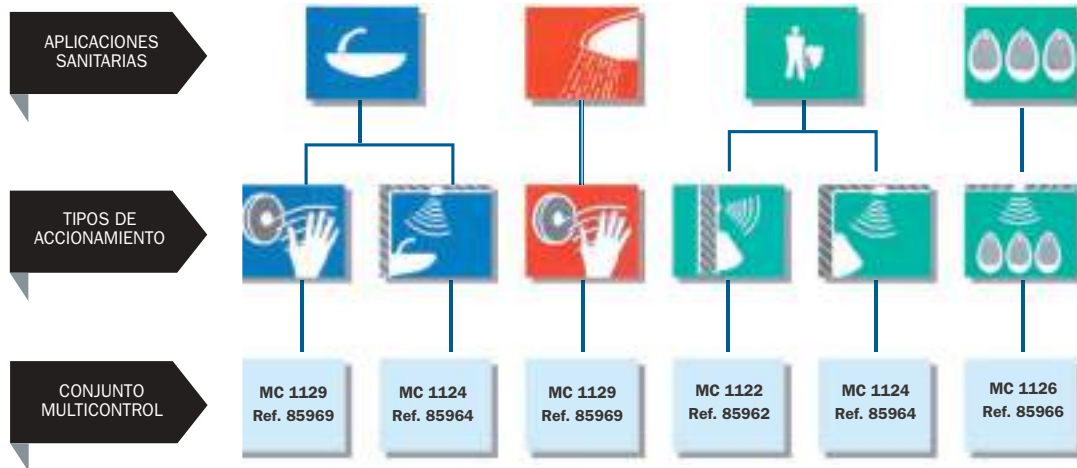 APLICACIONES
SANITARIAS
TIPOS DE
ACCIONAMIENTO
CONJUNTO
MULTICONTROL
MC 1129
Ref. 85969
MC 1124
Ref. 85964
MC 1129
Ref. 85969
MC 1122
Ref. 85962
MC 1124
Ref. 85964
MC 1126
Ref. 85966